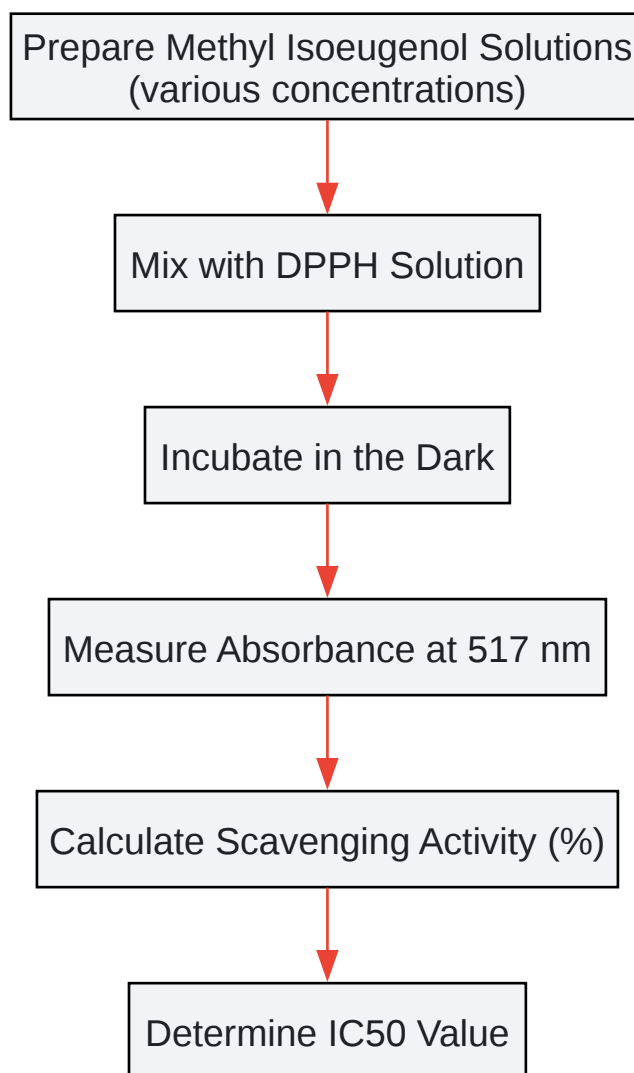 Prepare Methyl Isoeugenol Solutions
(various concentrations)
Mix with DPPH Solution
Incubate in the Dark
Measure Absorbance at 517 nm
Calculate Scavenging Activity (%)
Determine IC50 Value